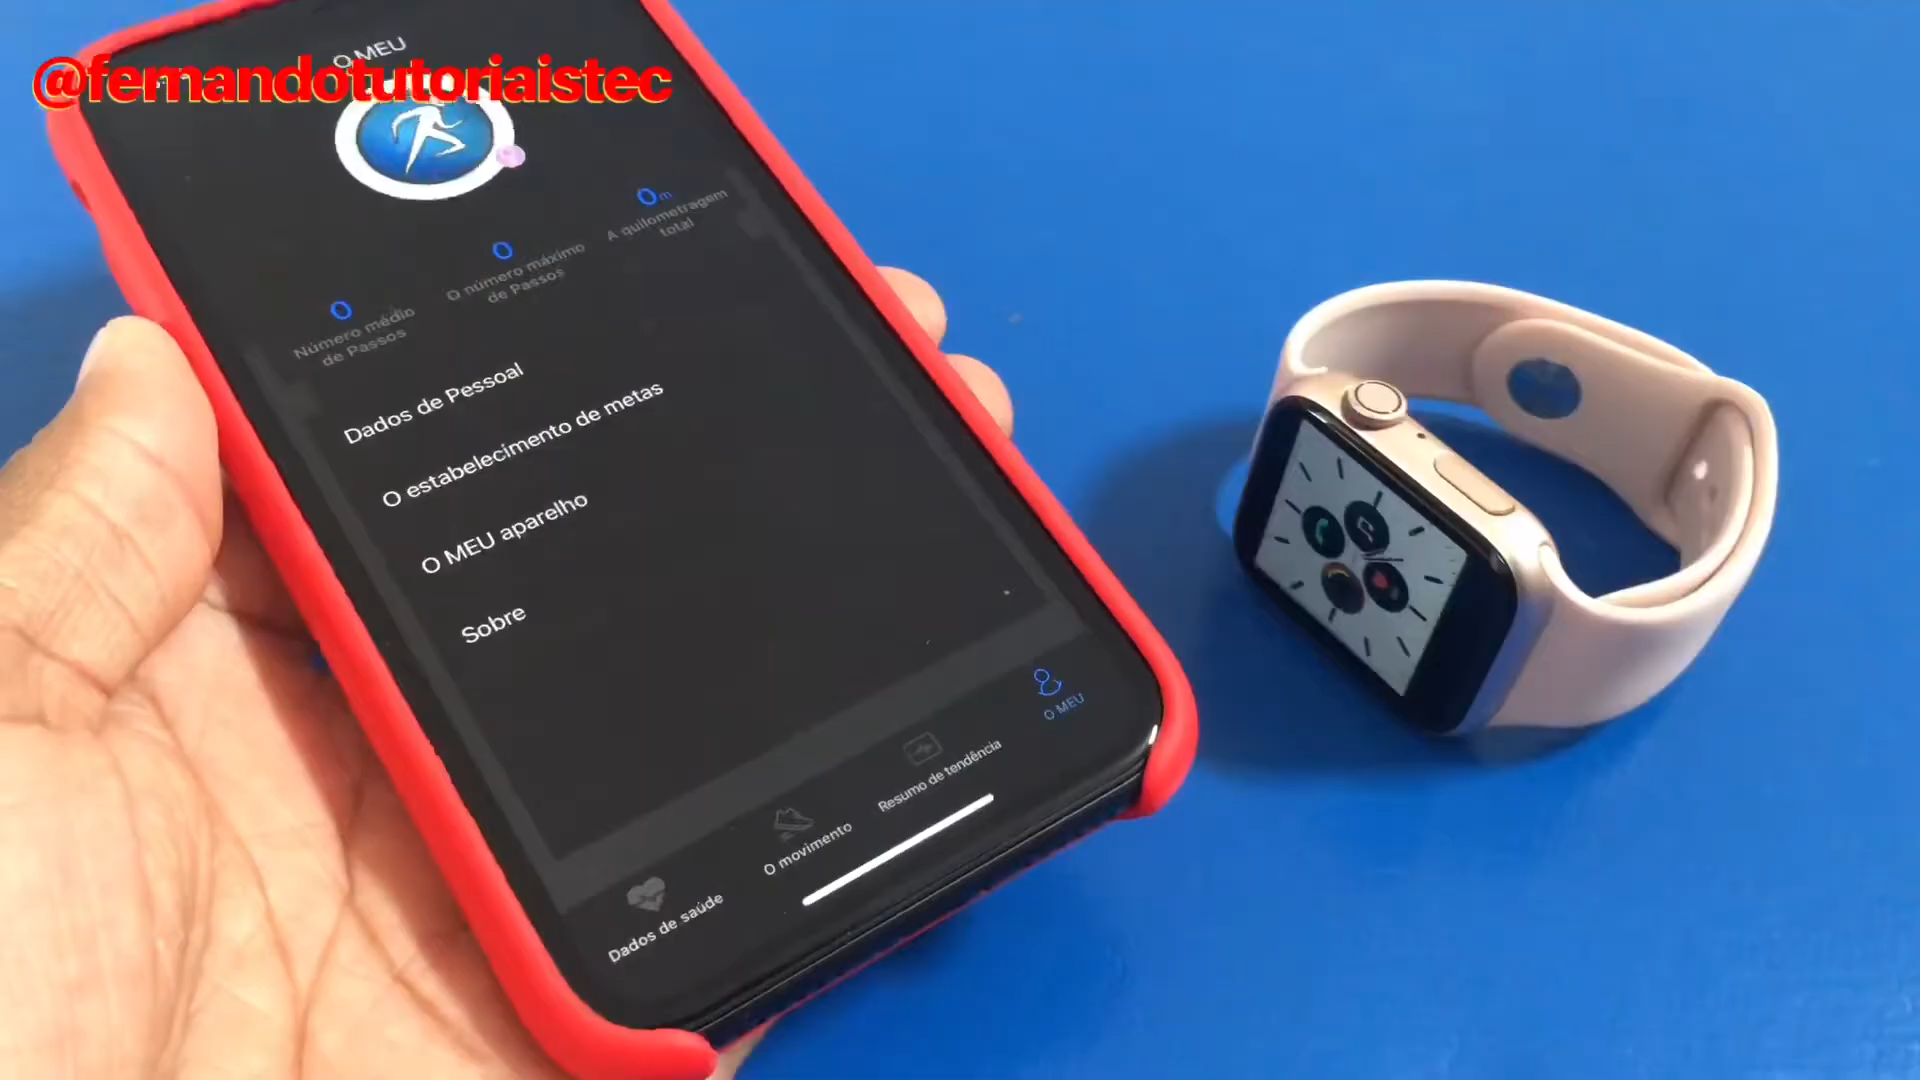 O MEU
@fernandotutoriaistec
0m
A quilometragem
total
0
O número máximo
de Passos
0
Número médio
de Passos
Dados de Pessoal
O estabelecimento de metas
O MEU aparelho
Sobre
Dados de saúde
O movimento
Resumo de tendência
O MEU